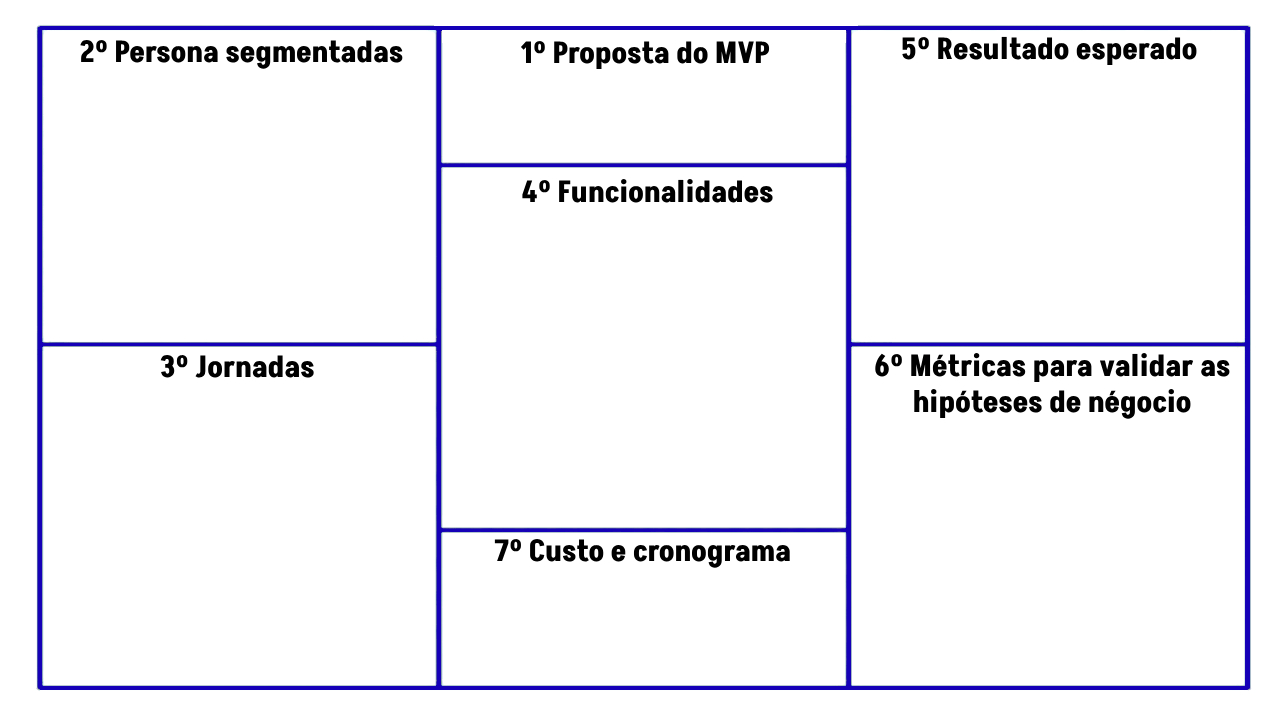 2º Persona segmentadas
1º Proposta do MVP
5º Resultado esperado
4º Funcionalidades
3º Jornadas
6º Métricas para validar as
hipóteses de négocio
7º Custo e cronograma